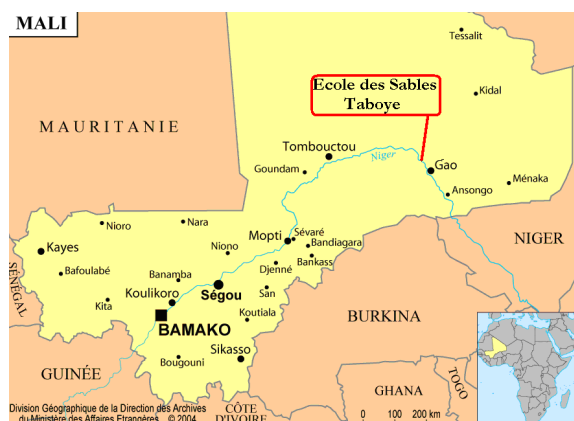 MALI
Tessalit
Kidal
Ecole des Sables
Taboye
MAURITANIE
Tombouctou
Niger
Goundam
Gao
Ménaka
Ansongo
Nioro
Nara
Kayes
Mopti
Sévaré
Bandiagara
Bankass
Niono
NIGER
Bafoulabé
Djenné
SÉNÉGAL
Banamba
Ségou
San
Kita
Koulikoro
BAMAKO
Koutiala
BURKINA
Sikasso
Bougouni
GUINÉE
GHANA
TOGO
CÔTE
D'IVOIRE
0 100 200 km
Division Géographique de la Direction des Archives
du Ministère des Affaires Etrangères © 2004